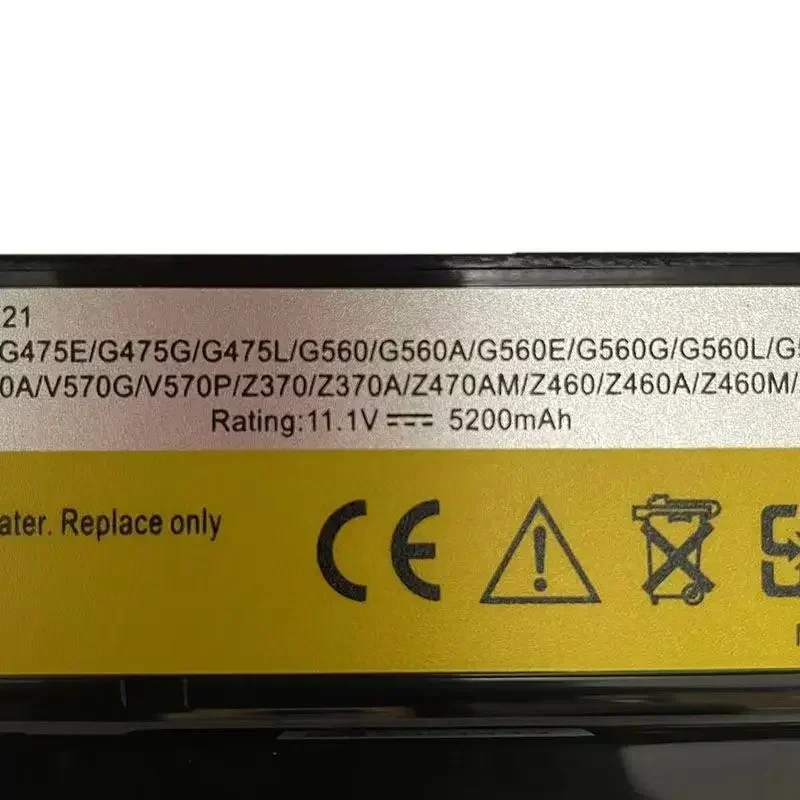 21
G475E/G475G/G475L/G560/G560A/G560E/G560G/G560L/G
0A/V570G/V570P/Z370/Z370A/Z470AM/Z460/Z460A/Z460M/
Rating:11.1V 5200mAh
ater. Replace only
CE